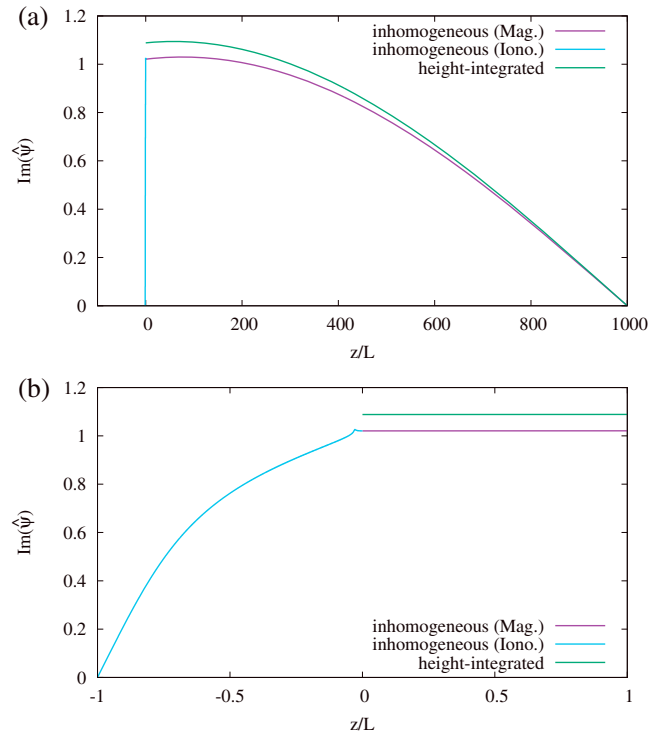 (a)
1.2
1
0.8
0.6
0.4
0.2
0
Im(ψ̂)
inhomogeneous (Mag.)
inhomogeneous (Iono.)
height-integrated
0 200 400 600 800 1000
z/L
(b)
1.2
1
0.8
0.6
0.4
0.2
0
Im(ψ̂)
inhomogeneous (Mag.)
inhomogeneous (Iono.)
height-integrated
-1 -0.5 0 0.5 1
z/L